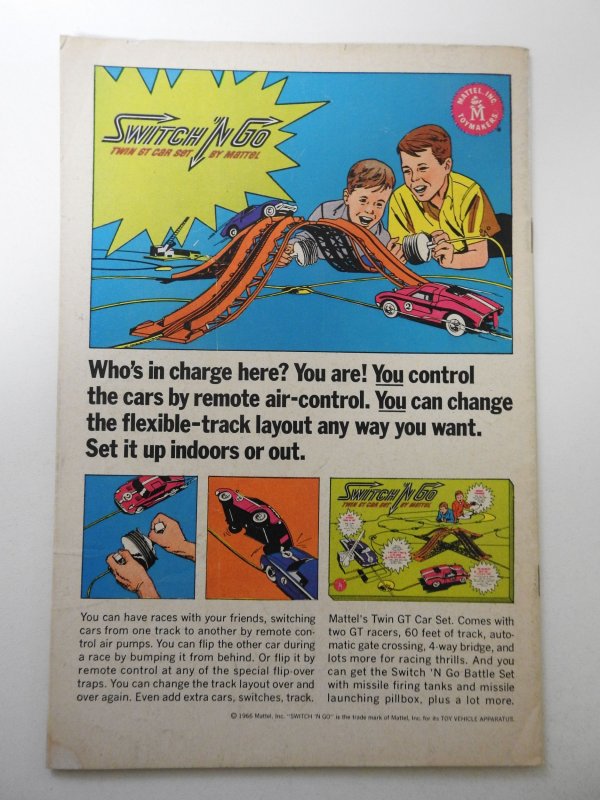 SWITCH 'N GO
TWIN GT CAR SET BY MATTEL
MATTEL, INC.
M
TOYMAKERS
2
Who's in charge here? You are! You control
the cars by remote air-control. You can change
the flexible-track layout any way you want.
Set it up indoors or out.
SWITCH 'N GO
TWIN GT CAR SET BY MATTEL
You can have races with your friends, switching
cars from one track to another by remote con-
trol air pumps. You can flip the other car during
a race by bumping it from behind. Or flip it by
remote control at any of the special flip-over
traps. You can change the track layout over and
over again. Even add extra cars, switches, track.
Mattel's Twin GT Car Set. Comes with
two GT racers, 60 feet of track, auto-
matic gate crossing, 4-way bridge, and
lots more for racing thrills. And you
can get the Switch 'N Go Battle Set
with missile firing tanks and missile
launching pillbox, plus a lot more.
© 1966 Mattel, Inc. "SWITCH 'N GO" is the trade mark of Mattel, Inc. for its TOY VEHICLE APPARATUS.